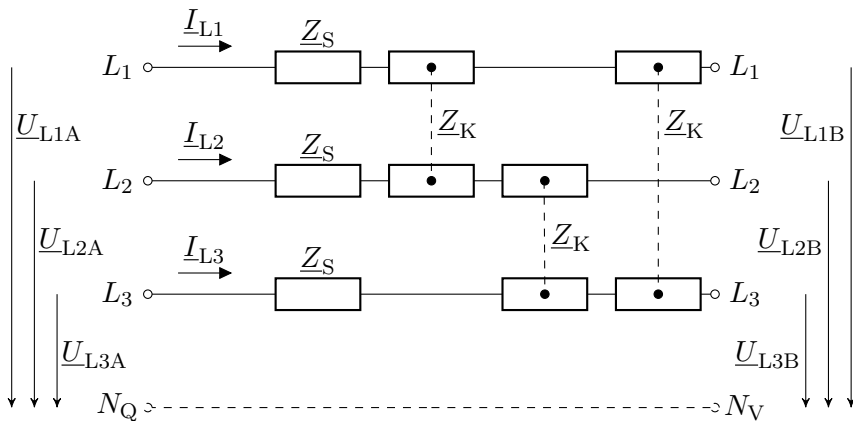 I_L1 Z_S
L_1 L_1
U_L1A I_L2 Z_S Z_K Z_K U_L1B
L_2 L_2
U_L2A I_L3 Z_S Z_K U_L2B
L_3 L_3
U_L3A U_L3B
N_Q N_V